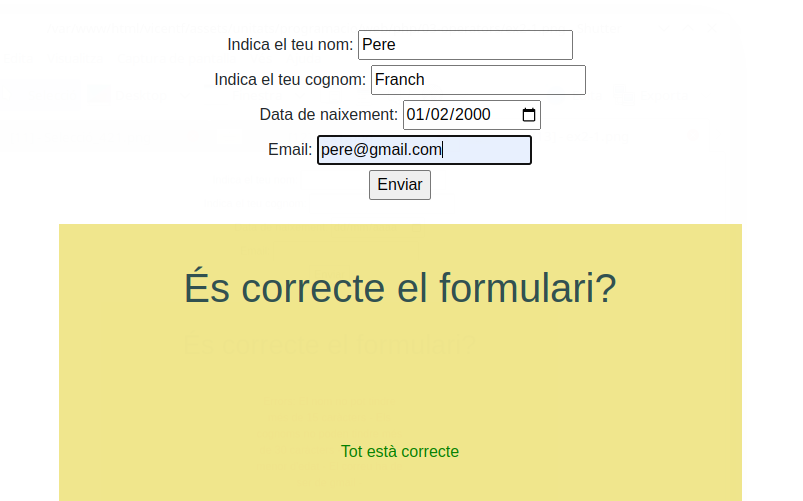 Indica el teu nom: Pere
Indica el teu cognom: Franch
Data de naixement: 01/02/2000
Email: pere@gmail.com
Enviar
És correcte el formulari?
Tot està correcte